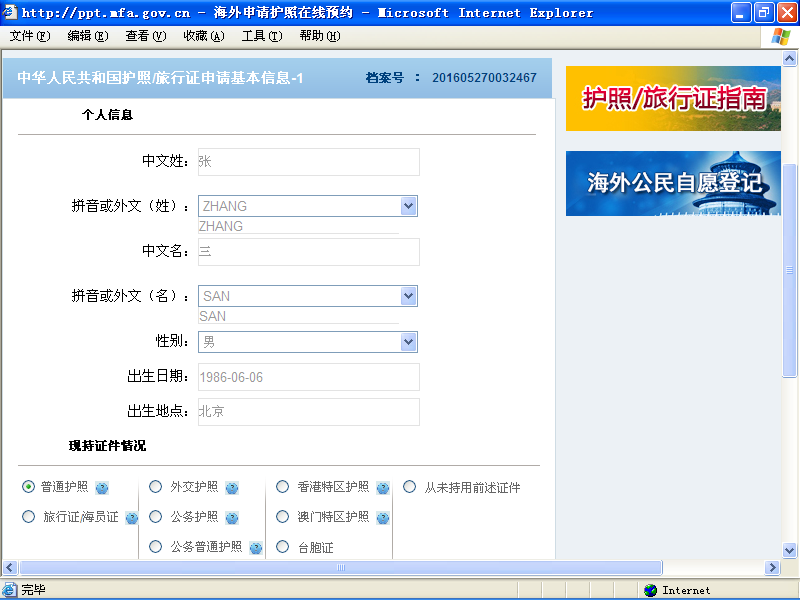 http://ppt.mfa.gov.cn - 海外申请护照在线预约 - Microsoft Internet Explorer
文件(F) 编辑(E) 查看(V) 收藏(A) 工具(T) 帮助(H)
中华人民共和国护照/旅行证申请基本信息-1 档案号 : 201605270032467
护照/旅行证指南
海外公民自愿登记
个人信息
中文姓: 张
拼音或外文（姓）: ZHANG
ZHANG
中文名: 三
拼音或外文（名）: SAN
SAN
性别: 男
出生日期: 1986-06-06
出生地点: 北京
现持证件情况
普通护照 外交护照 香港特区护照 从未持用前述证件
旅行证/海员证 公务护照 澳门特区护照
公务普通护照 台胞证
完毕 Internet